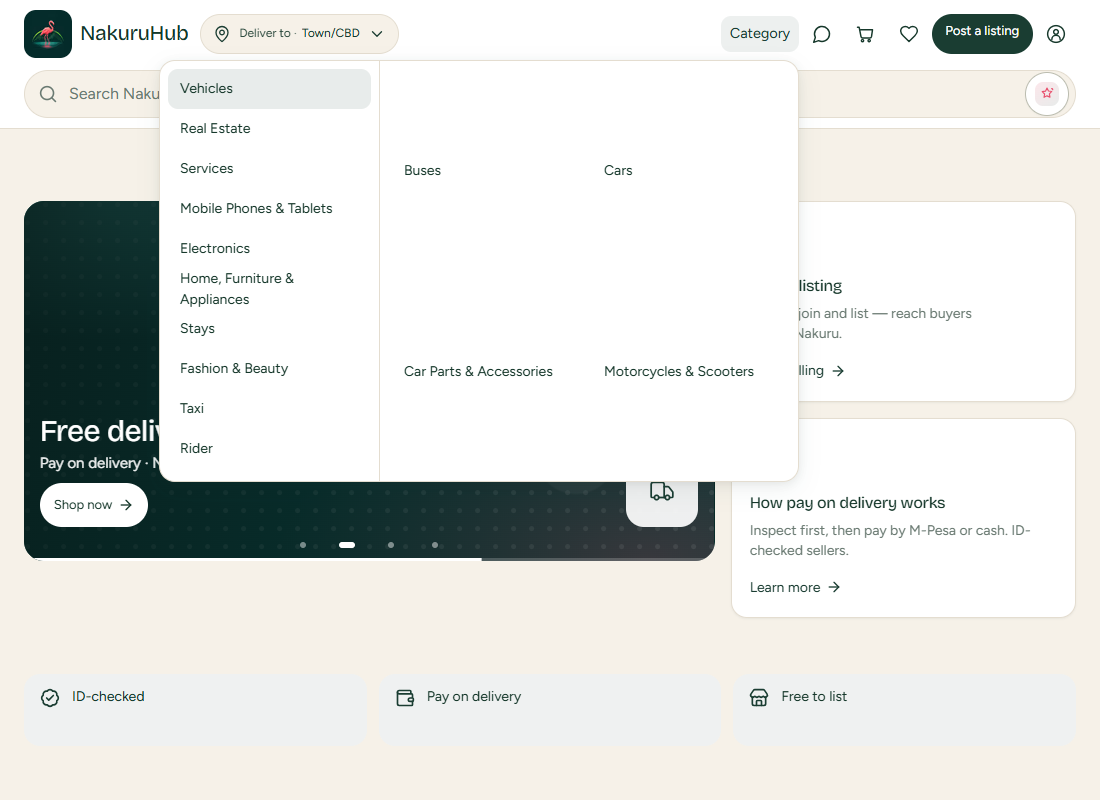 NakuruHub
Deliver to · Town/CBD
Category
Post a listing
Search Naku
Vehicles
Real Estate
Services
Mobile Phones & Tablets
Electronics
Home, Furniture &
Appliances
Stays
Fashion & Beauty
Taxi
Rider
Buses
Cars
Car Parts & Accessories
Motorcycles & Scooters
Free deliv
Pay on delivery ·
Shop now
listing
join and list — reach buyers
Nakuru.
lling
How pay on delivery works
Inspect first, then pay by M-Pesa or cash. ID-
checked sellers.
Learn more
ID-checked
Pay on delivery
Free to list